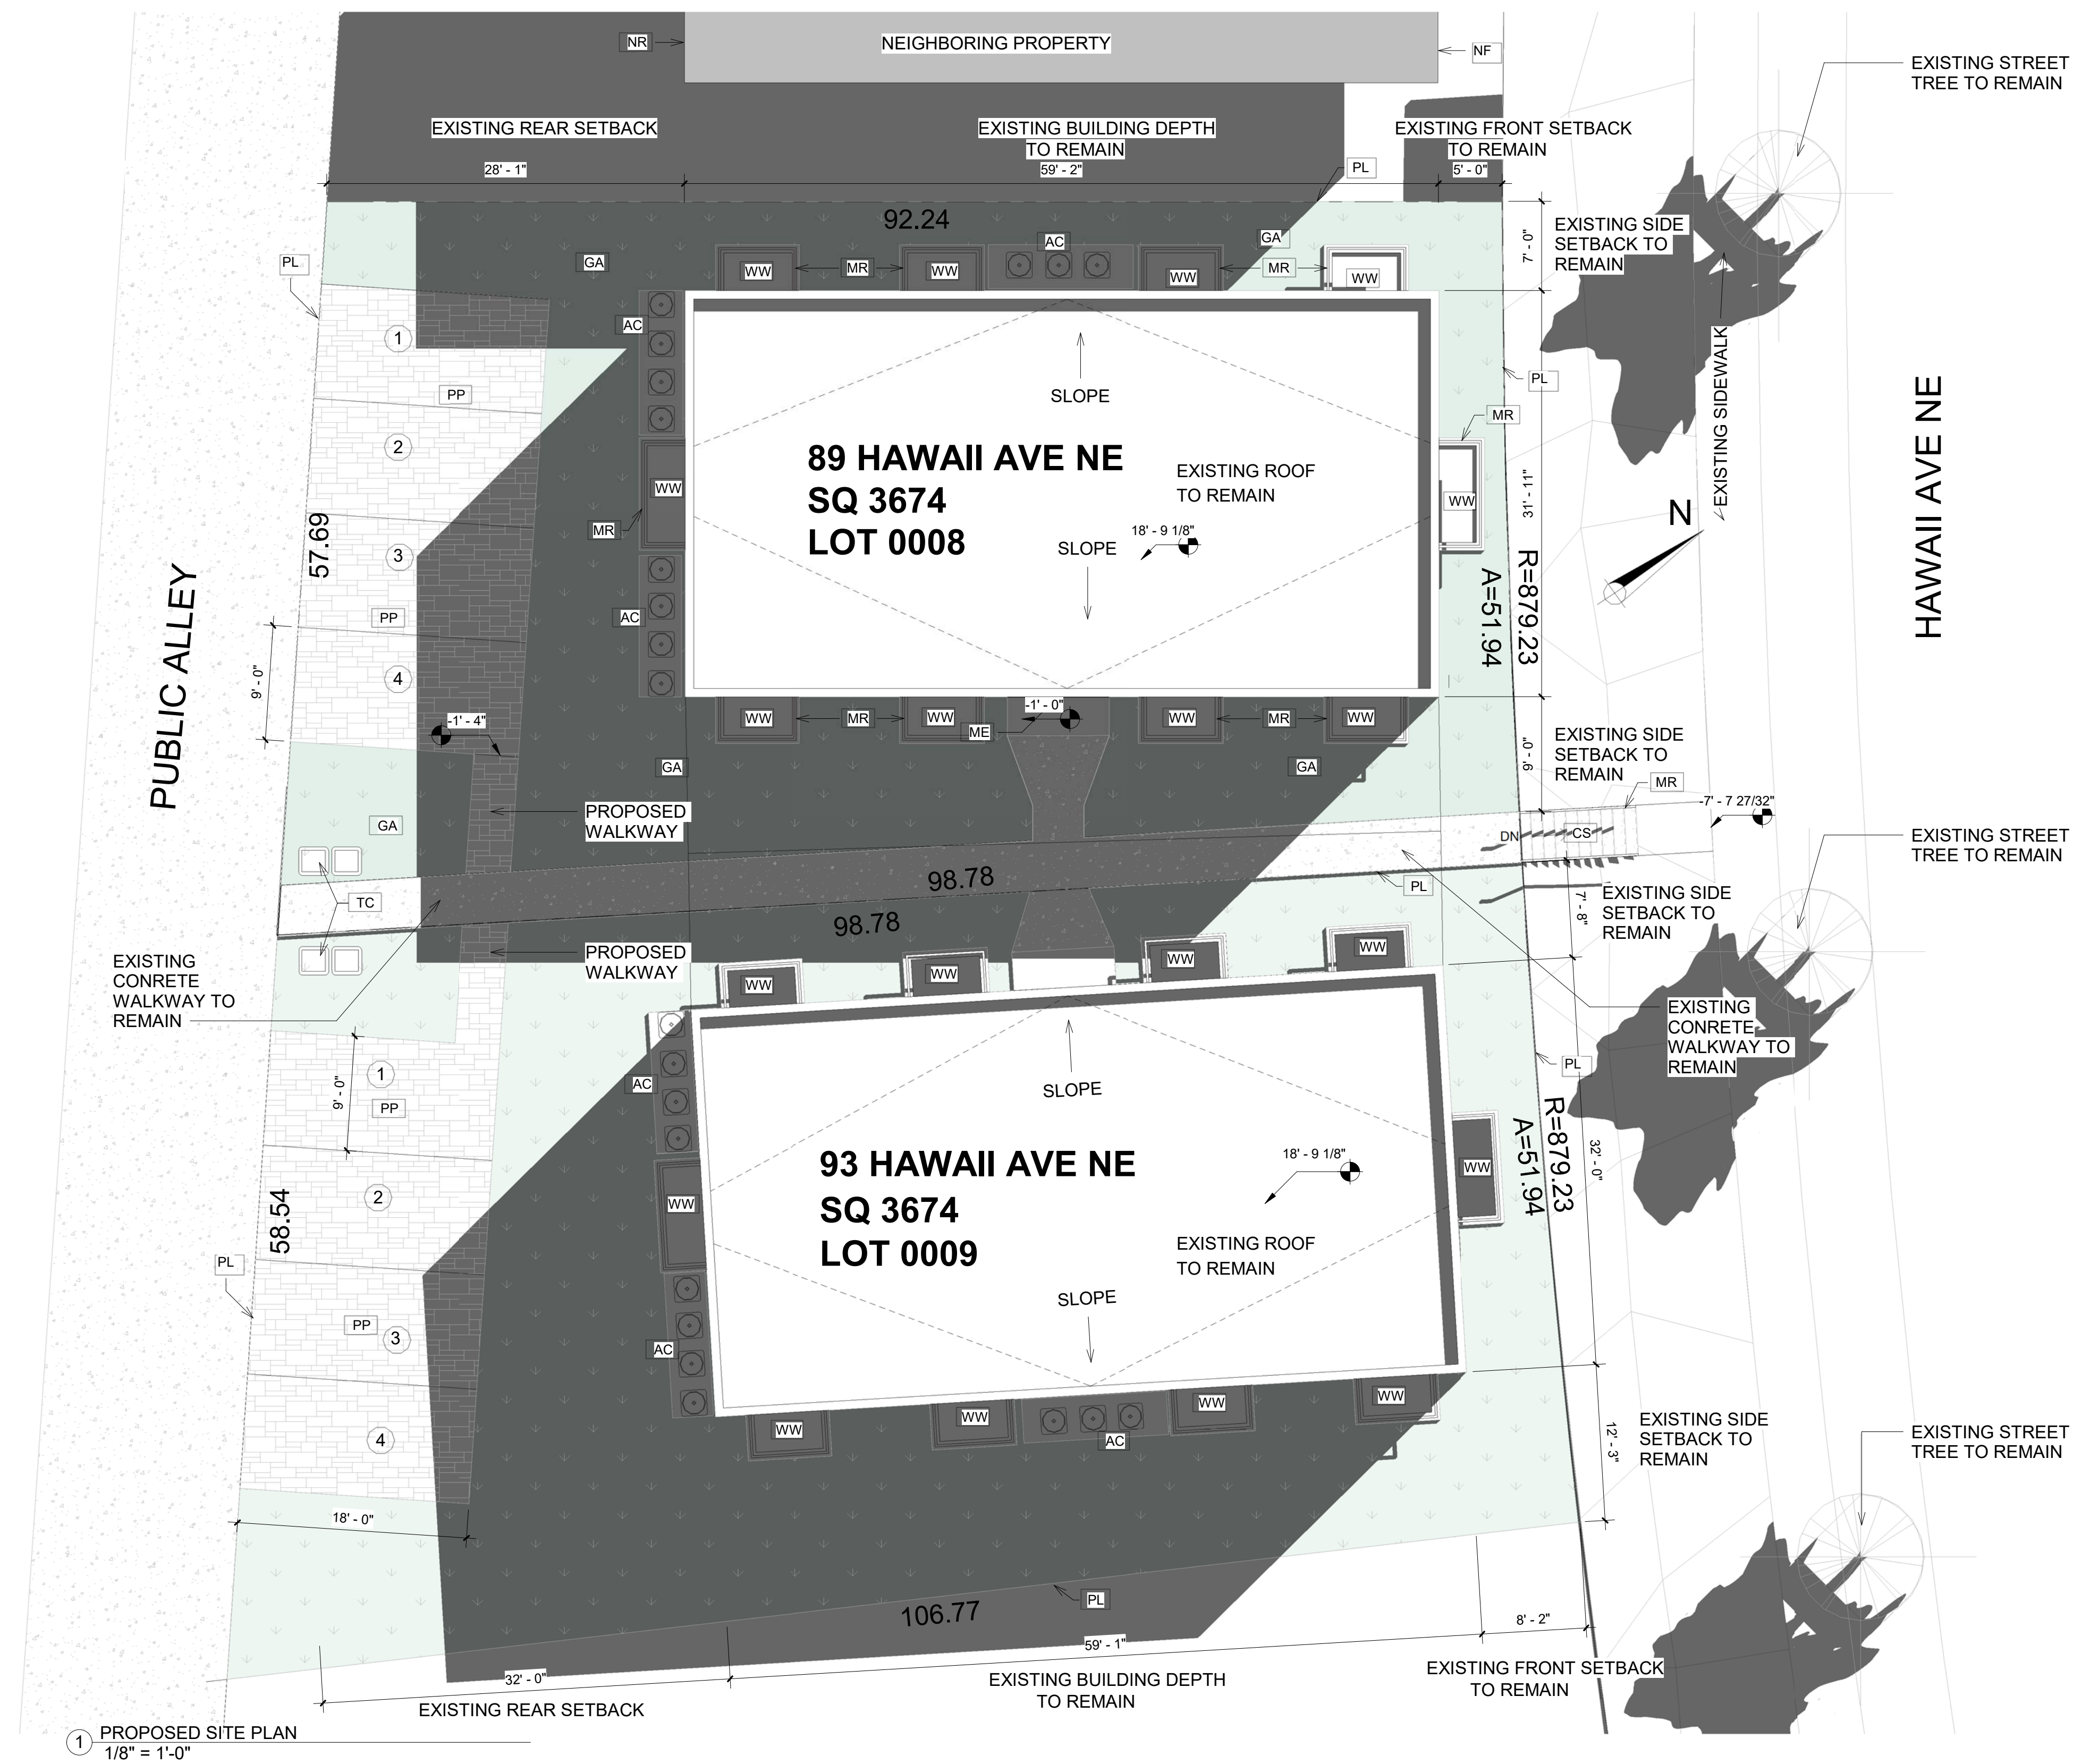 NR
NEIGHBORING PROPERTY
NF
EXISTING STREET
TREE TO REMAIN
EXISTING REAR SETBACK
EXISTING BUILDING DEPTH
TO REMAIN
EXISTING FRONT SETBACK
TO REMAIN
28' - 1"
59' - 2"
5' - 0"
PL
92.24
7' - 0"
EXISTING SIDE
SETBACK TO
REMAIN
PL
GA
AC
GA
WW
MR
WW
WW
MR
WW
AC
1
PP
2
3
PP
4
57.69
9' - 0"
PUBLIC ALLEY
WW
MR
AC
SLOPE
89 HAWAII AVE NE
SQ 3674
LOT 0008
EXISTING ROOF
TO REMAIN
18' - 9 1/8"
SLOPE
PL
MR
WW
31' - 11"
R=879.23
A=51.94
EXISTING SIDEWALK
N
HAWAII AVE NE
-1' - 4"
WW
MR
WW
ME
-1' - 0"
WW
MR
WW
GA
GA
9' - 0"
EXISTING SIDE
SETBACK TO
REMAIN
MR
-7' - 7 27/32"
DN
CS
EXISTING STREET
TREE TO REMAIN
GA
PROPOSED
WALKWAY
98.78
98.78
PL
TC
7' - 8"
EXISTING SIDE
SETBACK TO
REMAIN
PROPOSED
WALKWAY
EXISTING
CONRETE
WALKWAY TO
REMAIN
EXISTING
CONRETE
WALKWAY TO
REMAIN
WW
WW
WW
WW
AC
1
9' - 0"
PP
2
PP
3
4
58.54
PL
WW
AC
SLOPE
93 HAWAII AVE NE
SQ 3674
LOT 0009
18' - 9 1/8"
EXISTING ROOF
TO REMAIN
SLOPE
WW
PL
R=879.23
A=51.94
32' - 0"
WW
WW
AC
WW
WW
12' - 3"
EXISTING SIDE
SETBACK TO
REMAIN
EXISTING STREET
TREE TO REMAIN
18' - 0"
PL
106.77
8' - 2"
59' - 1"
32' - 0"
EXISTING REAR SETBACK
EXISTING BUILDING DEPTH
TO REMAIN
EXISTING FRONT SETBACK
TO REMAIN
1
PROPOSED SITE PLAN
1/8" = 1'-0"